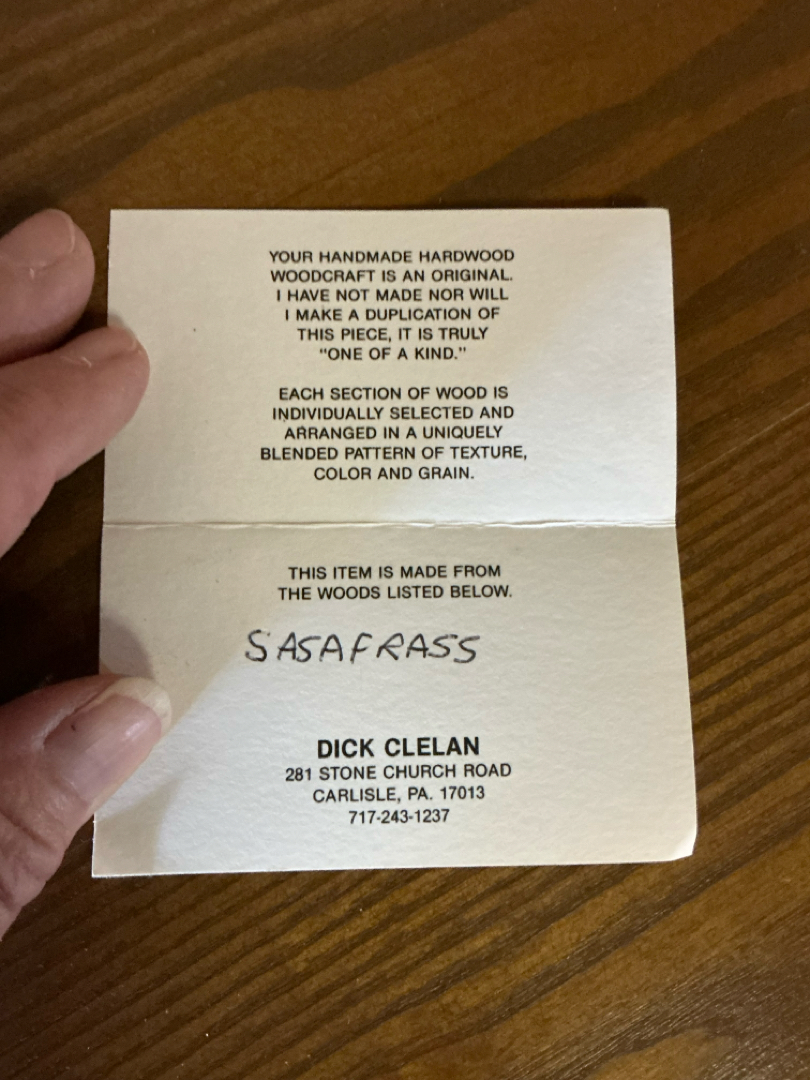 YOUR HANDMADE HARDWOOD
WOODCRAFT IS AN ORIGINAL.
I HAVE NOT MADE NOR WILL
I MAKE A DUPLICATION OF
THIS PIECE, IT IS TRULY
"ONE OF A KIND."
EACH SECTION OF WOOD IS
INDIVIDUALLY SELECTED AND
ARRANGED IN A UNIQUELY
BLENDED PATTERN OF TEXTURE,
COLOR AND GRAIN.
THIS ITEM IS MADE FROM
THE WOODS LISTED BELOW.
SASAFRASS
DICK CLELAN
281 STONE CHURCH ROAD
CARLISLE, PA. 17013
717-243-1237